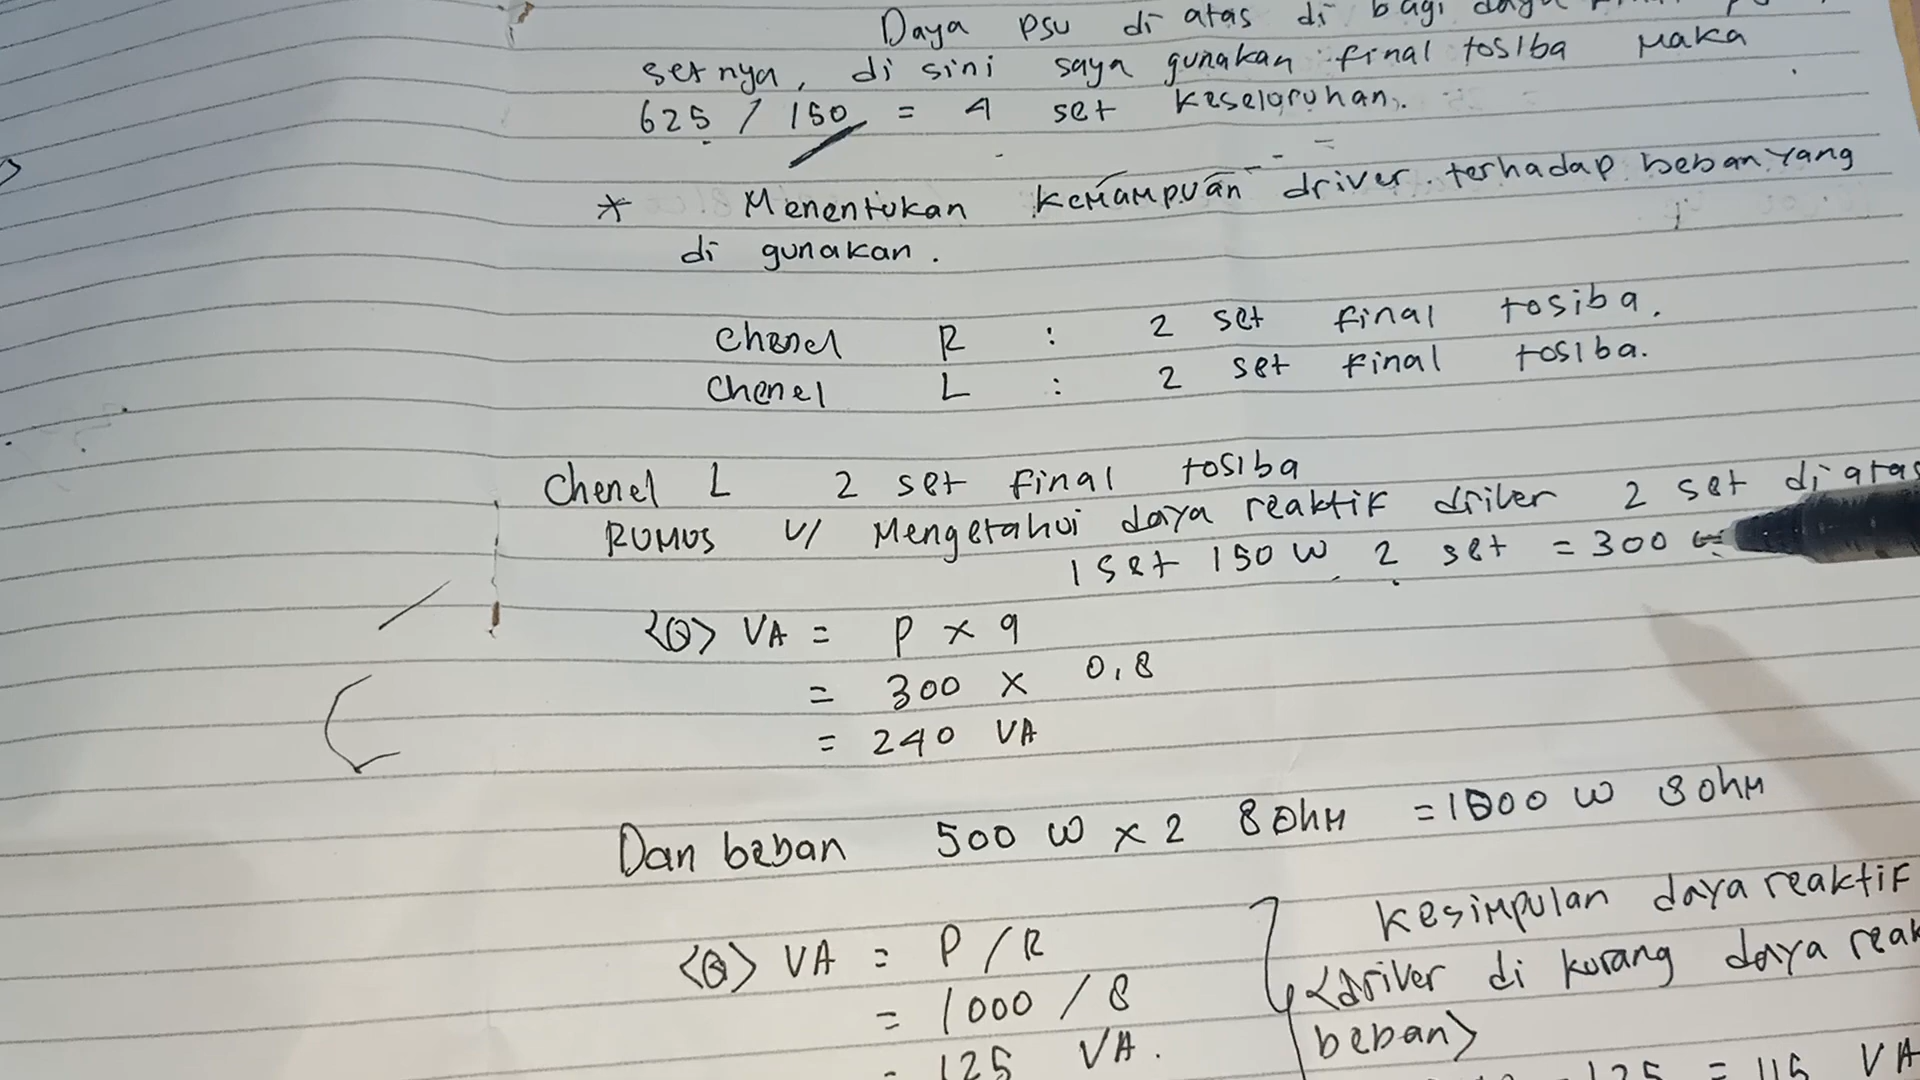 Daya psu di atas di bagi daya
setnya, di sini saya gunakan final tosiba Maka
625 / 150 = 4 set keseluruhan.
* Menentukan kemampuan driver terhadap beban yang
di gunakan.
Chenel R : 2 set final tosiba.
Chenel L : 2 set final tosiba.
Chenel L 2 set final tosiba
RUMUS U/ Mengetahui daya reaktif driver 2 set di atas
1 set 150 W 2 set = 300
<Q> VA = P x q
= 300 x 0,8
= 240 VA
Dan beban 500 W x 2 8 ohm = 1000 W 8 ohm
<Q> VA = P / R
= 1000 / 8
= 125 VA.
Kesimpulan daya reaktif
<driver di kurang daya reak
beban>
125 = 115 VA